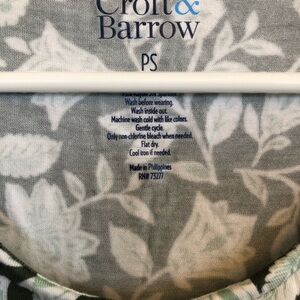 Croft&
Barrow
PS
Wash before wearing.
Wash inside out.
Machine wash cold with like colors.
Gentle cycle.
Only non-chlorine bleach when needed.
Flat dry.
Cool iron if needed.
Made in Philippines
RN# 73277